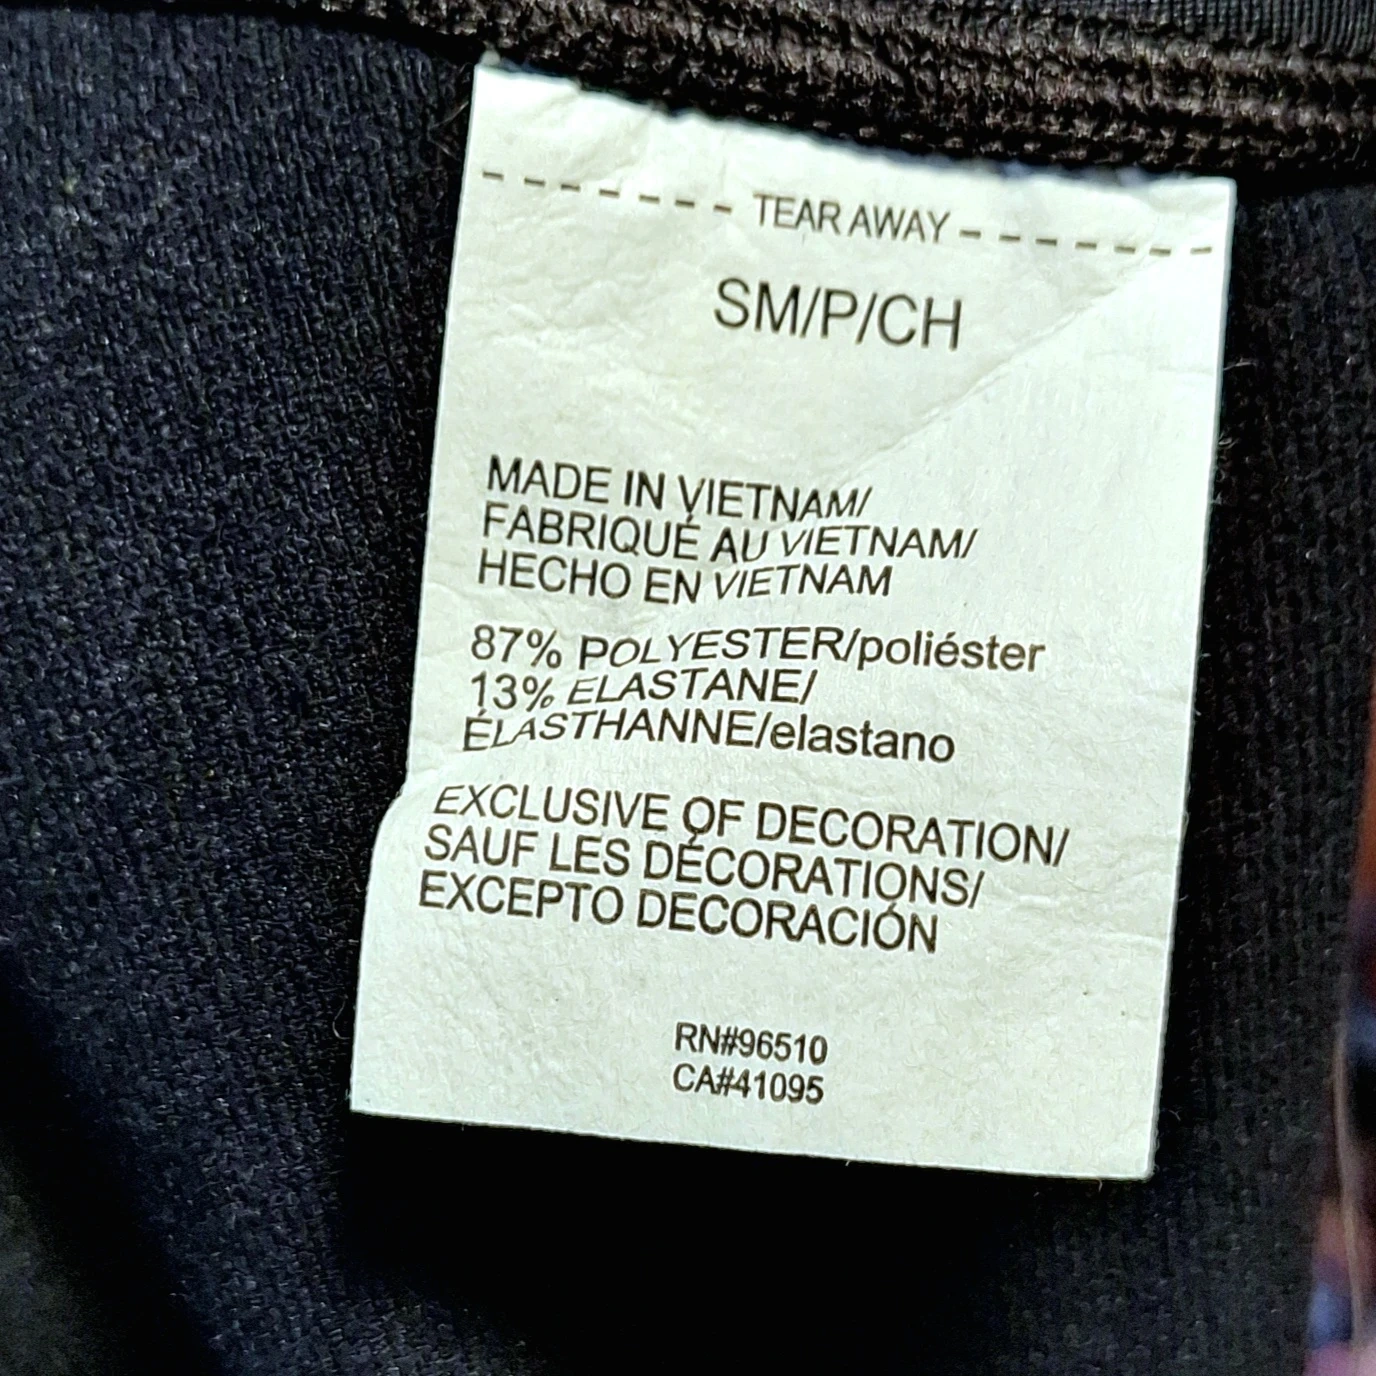 TEAR AWAY
SM/P/CH
MADE IN VIETNAM/
FABRIQUÉ AU VIETNAM/
HECHO EN VIETNAM
87% POLYESTER/poliéster
13% ELASTANE/
ÉLASTHANNE/elastano
EXCLUSIVE OF DECORATION/
SAUF LES DÉCORATIONS/
EXCEPTO DECORACIÓN
RN#96510
CA#41095